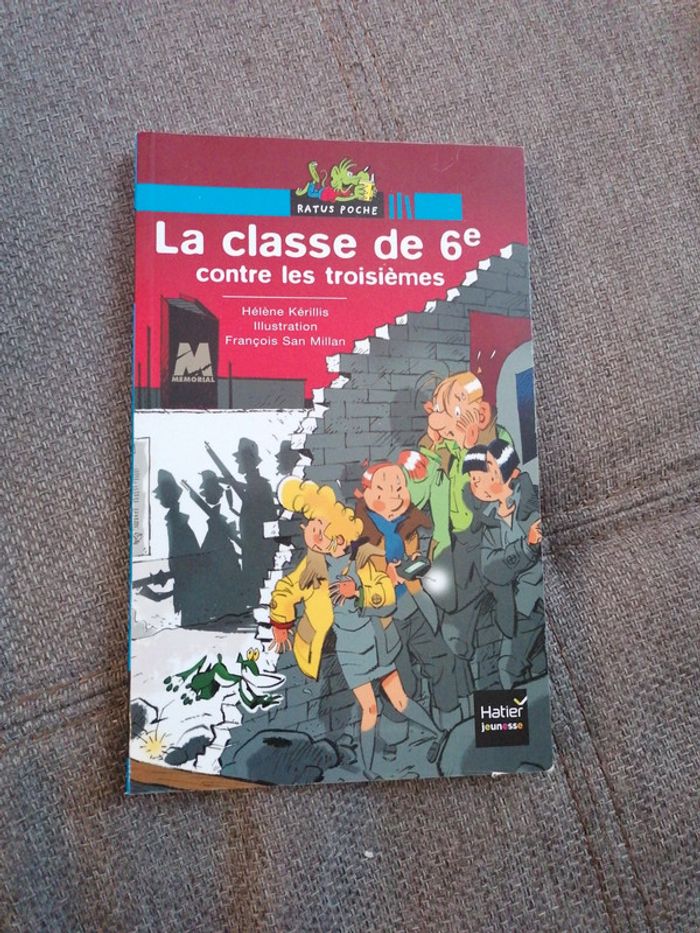 RATUS POCHE
La classe de 6e
contre les troisièmes
Hélène Kérillis
Illustration
François San Millan
M
MEMORIAL
Hatier
jeunesse